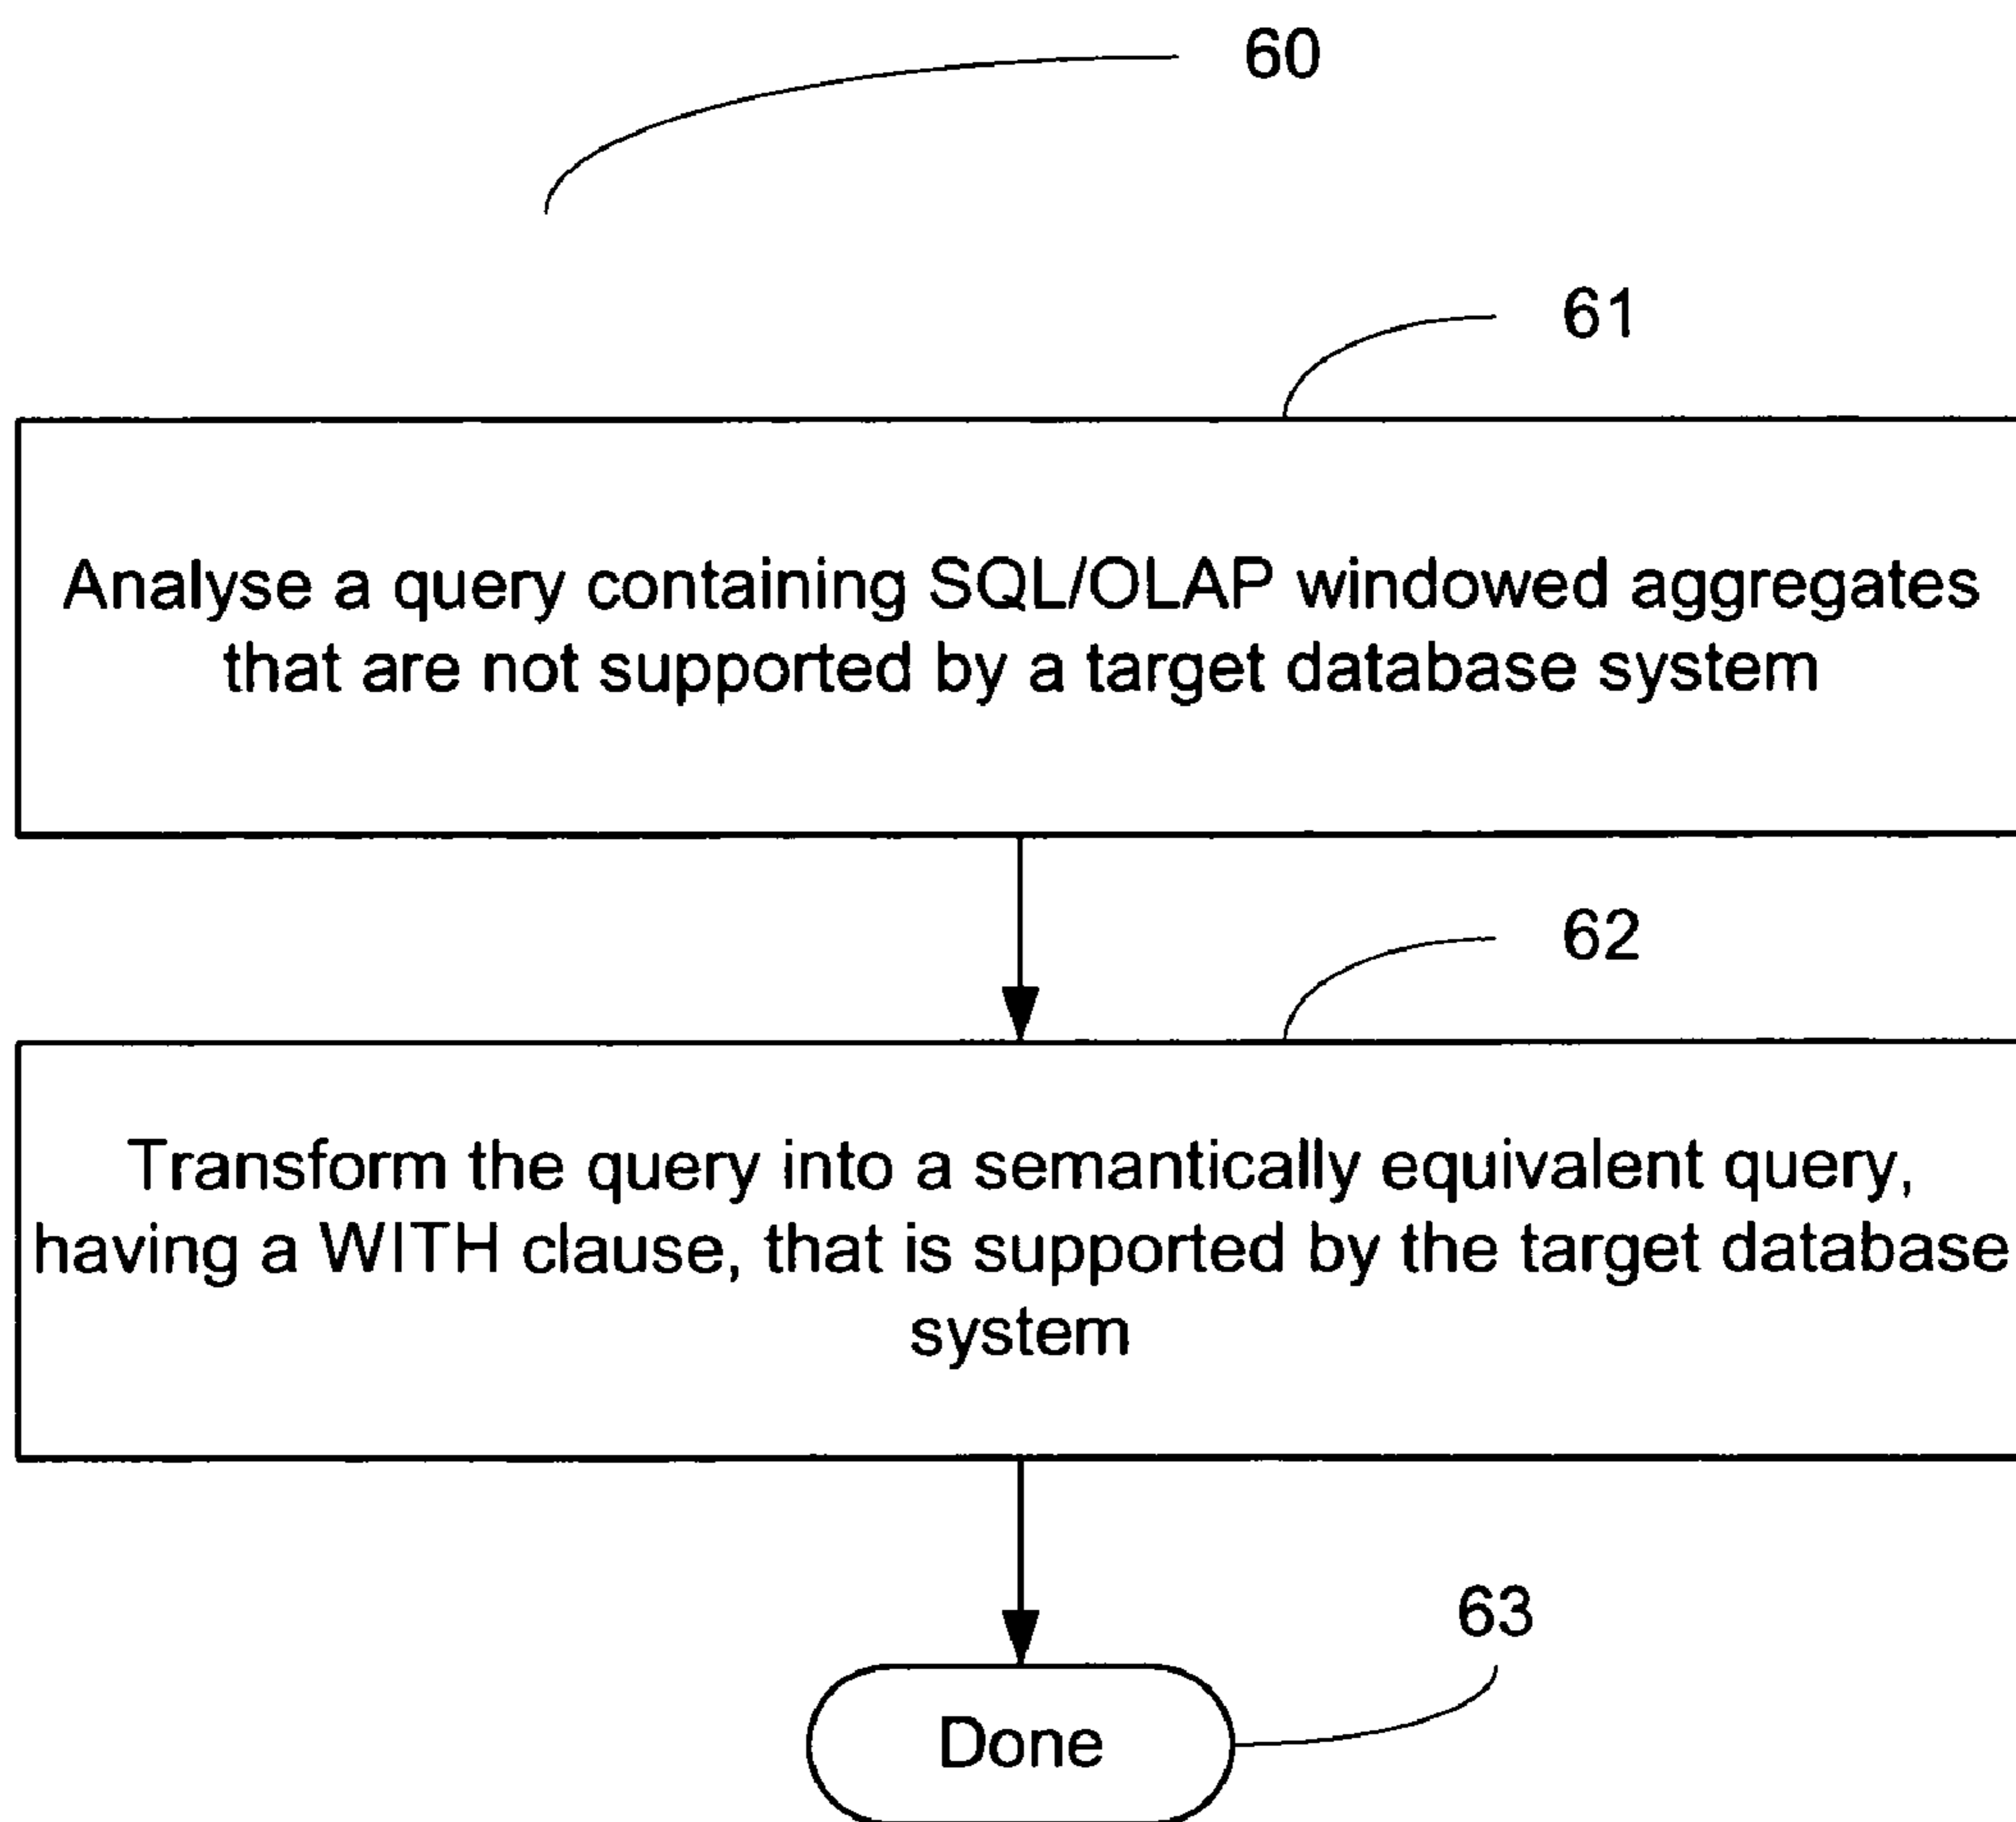 60
61
Analyse a query containing SQL/OLAP windowed aggregates
that are not supported by a target database system
62
Transform the query into a semantically equivalent query,
having a WITH clause, that is supported by the target database
system
63
Done